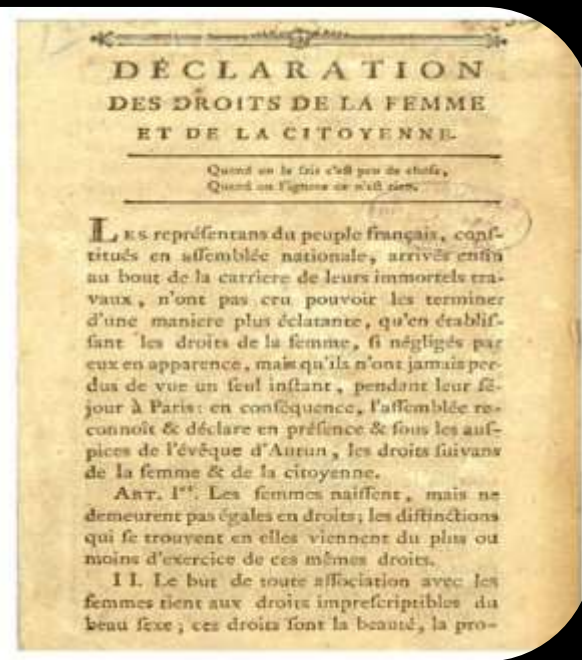 DÉCLARATION
DES DROITS DE LA FEMME
ET DE LA CITOYENNE.
Quand on le sais c'eſt peu de choſe,
Quand on l'ignore ce n'eſt rien.
LES repréſentans du peuple français, conſ-
titués en aſſemblée nationale, arrivés enfin
au bout de la carriere de leurs immortels tra-
vaux, n'ont pas cru pouvoir les terminer
d'une maniere plus éclatante, qu'en établiſ-
ſant les droits de la femme, ſi négligés par
eux en apparence, mais qu'ils n'ont jamais per-
dus de vue un ſeul inſtant, pendant leur ſé-
jour à Paris: en conſéquence, l'aſſemblée re-
connoît & déclare en préſence & ſous les auſ-
pices de l'évêque d'Autun, les droits ſuivans
de la femme & de la citoyenne.
ART. Ier. Les femmes naiſſent, mais ne
demeurent pas égales en droits; les diſtinctions
qui ſe trouvent en elles viennent du plus ou
moins d'exercice de ces mêmes droits.
II. Le but de toute aſſociation avec les
femmes tient aux droits impreſcriptibles du
beau ſexe; ces droits ſont la beauté, la pro-